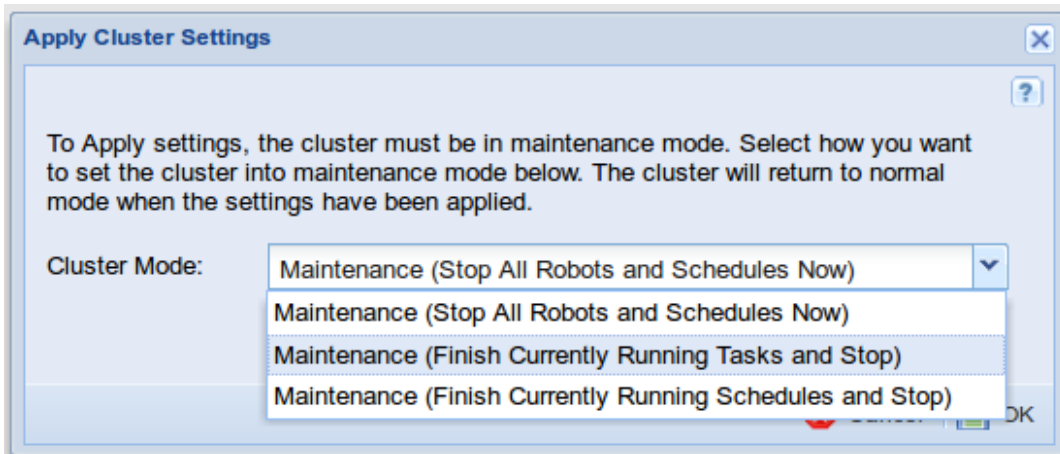 Apply Cluster Settings
To Apply settings, the cluster must be in maintenance mode. Select how you want
to set the cluster into maintenance mode below. The cluster will return to normal
mode when the settings have been applied.
Cluster Mode: Maintenance (Stop All Robots and Schedules Now)
Maintenance (Stop All Robots and Schedules Now)
Maintenance (Finish Currently Running Tasks and Stop)
Maintenance (Finish Currently Running Schedules and Stop)
OK